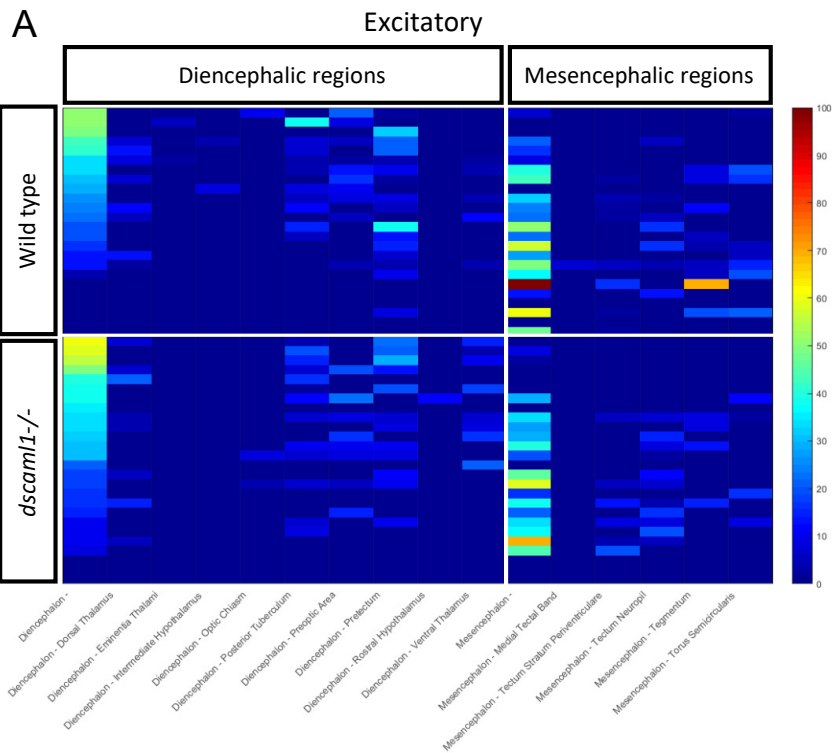 A
Excitatory
Diencephalic regions
Mesencephalic regions
Wild type
dscaml1-/-
100
90
80
70
60
50
40
30
20
10
0
Diencephalon -
Diencephalon - Dorsal Thalamus
Diencephalon - Eminentia Thalami
Diencephalon - Intermediate Hypothalamus
Diencephalon - Optic Chiasm
Diencephalon - Posterior Tuberculum
Diencephalon - Preoptic Area
Diencephalon - Pretectum
Diencephalon - Rostral Hypothalamus
Diencephalon - Ventral Thalamus
Mesencephalon -
Mesencephalon - Medial Tectal Band
Mesencephalon - Tectum Stratum Periventriculare
Mesencephalon - Tectum Neuropil
Mesencephalon - Tegmentum
Mesencephalon - Torus Semicircularis